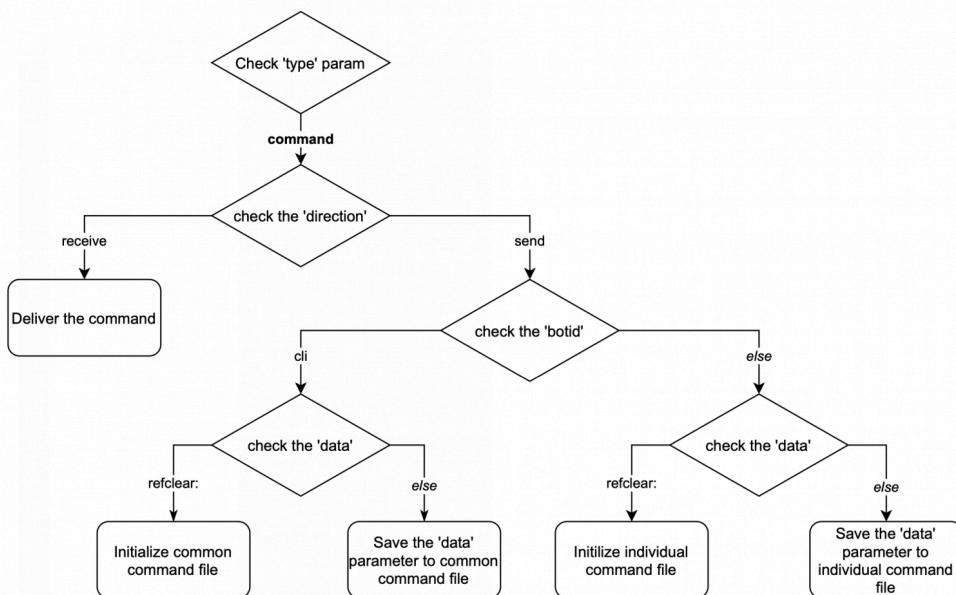 Check 'type' param
command
check the 'direction'
receive
send
Deliver the command
check the 'botid'
cli
else
check the 'data'
check the 'data'
refclear:
else
refclear:
else
Initialize common
command file
Save the 'data'
parameter to common
command file
Initilize individual
command file
Save the 'data'
parameter to
individual command
file